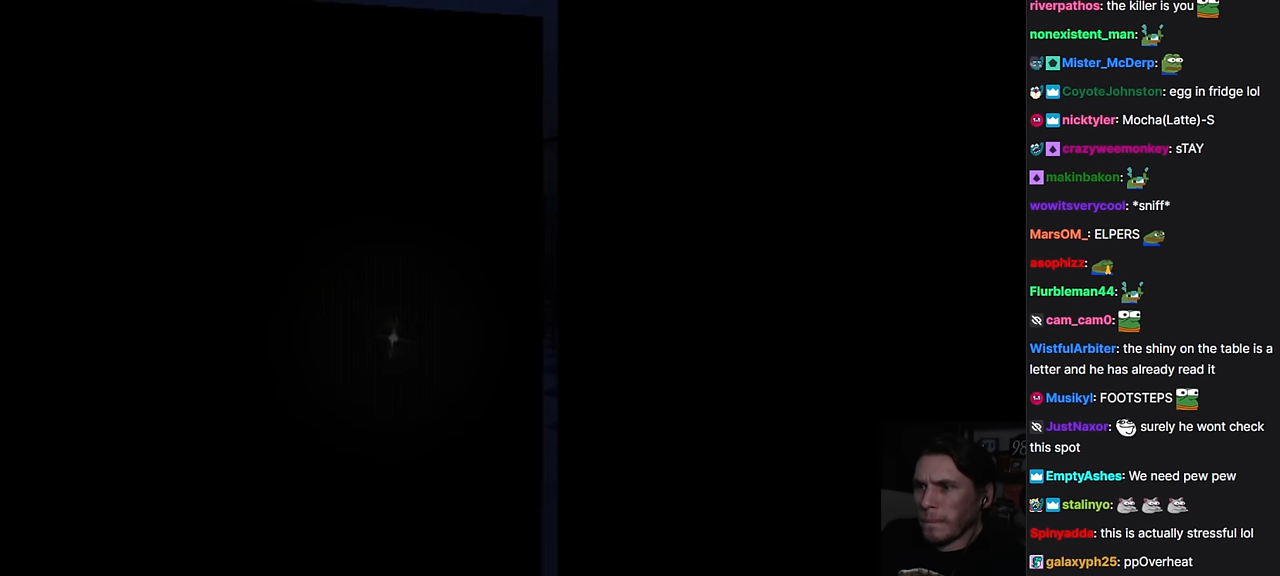 riverpathos: the killer is you
nonexistent_man:
Mister_McDerp:
CoyoteJohnston: egg in fridge lol
nicktyler: Mocha(Latte)-S
crazyweemonkey: sTAY
makinbakon:
wowitsverycool: *sniff*
MarsOM_: ELPERS
asophizz:
Flurbleman44:
cam_cam0:
WistfulArbiter: the shiny on the table is a
letter and he has already read it
Musikyl: FOOTSTEPS
JustNaxor: surely he wont check
this spot
EmptyAshes: We need pew pew
stalinyo:
Spinyadda: this is actually stressful lol
galaxyph25: ppOverheat
98